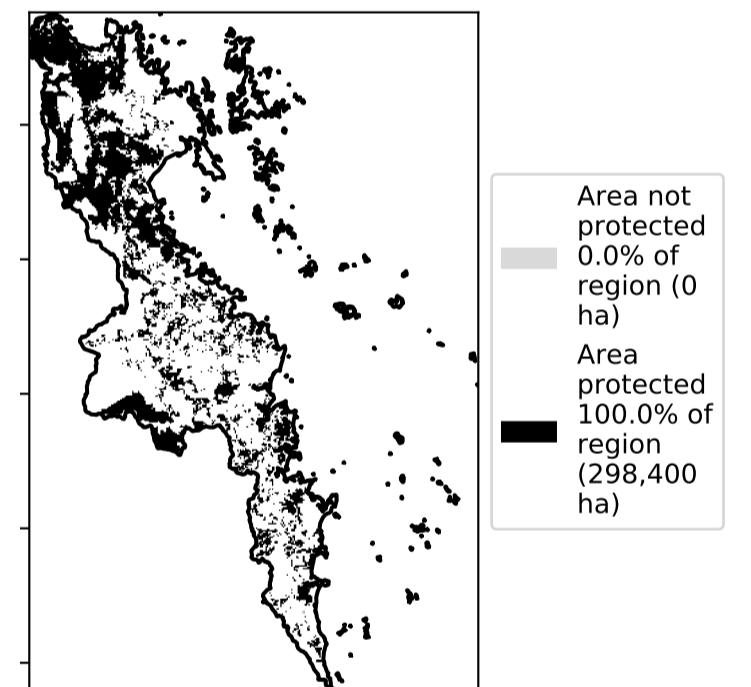 Area not
protected
0.0% of
region (0
ha)
Area
protected
100.0% of
region
(298,400
ha)